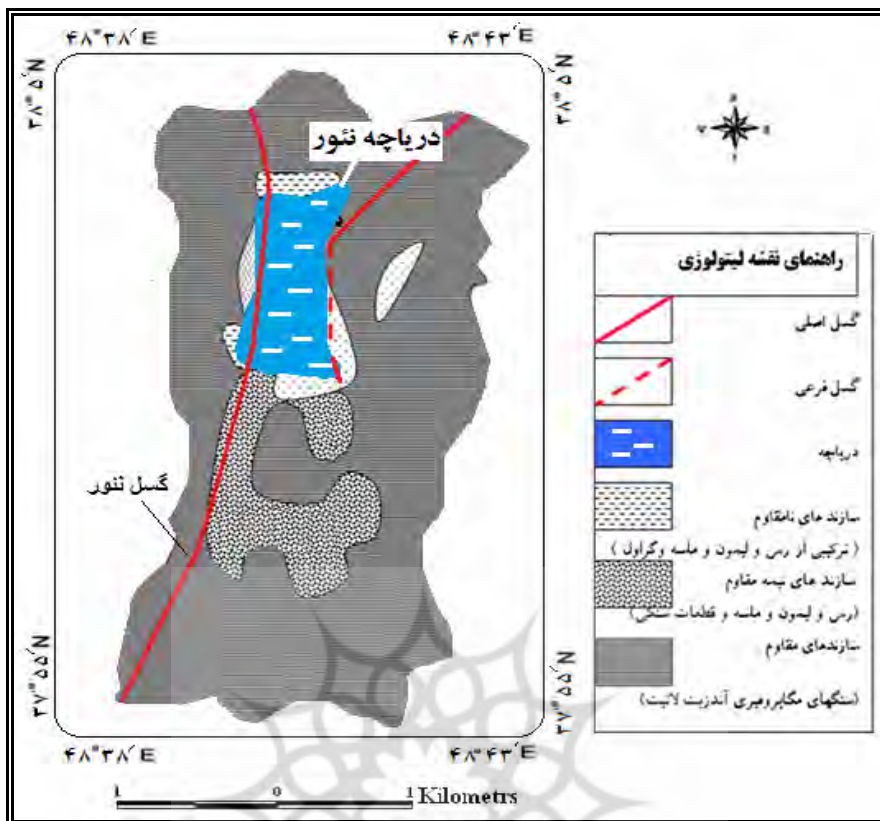 ۴۸° ۳۸′ E
۴۸° ۴۳′ E
۳۸° ۵′ N
۳۸° ۵′ N
دریاچه نئور
گسل نئور
۳۷° ۵۵′ N
۳۷° ۵۵′ N
۴۸° ۳۸′ E
۴۸° ۴۳′ E
1 0 1 Kilometrs
راهنمای نقشه لیتولوژی
گسل اصلی
گسل فرعی
دریاچه
سازند های نامقاوم
( ترکیبی از رس و لیمون و ماسه وگراول )
سازند های نیمه مقاوم
(رس و لیمون و ماسه و قطعات سنگی)
سازندهای مقاوم
(سنگهای مگاپروفیری آندزیت لاتیت)